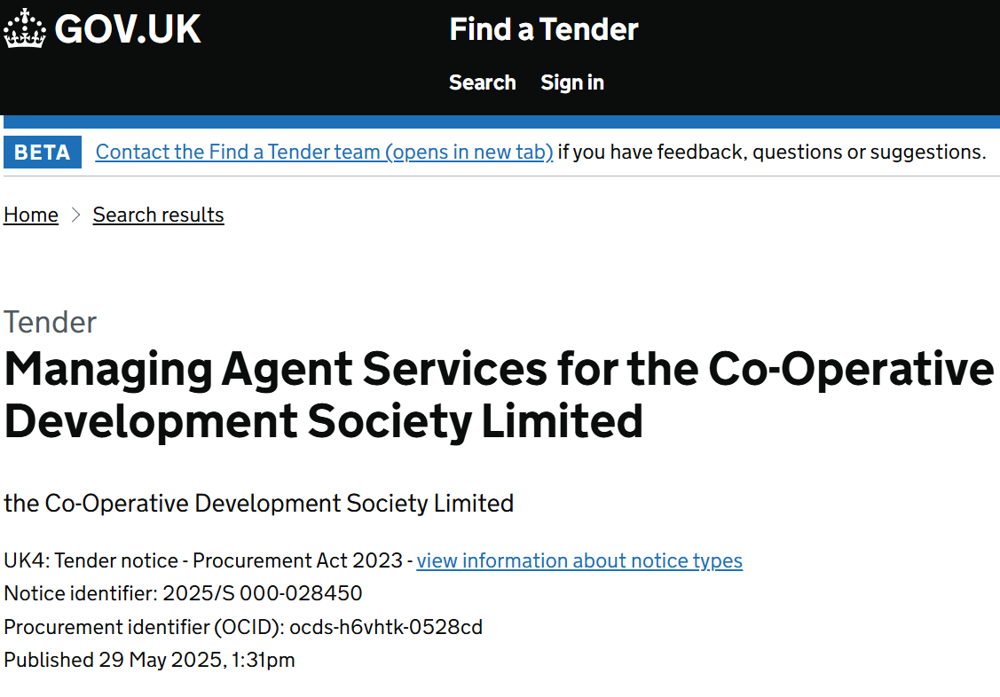 GOV.UK
Find a Tender
Search Sign in
BETA Contact the Find a Tender team (opens in new tab) if you have feedback, questions or suggestions.
Home Search results
Tender
Managing Agent Services for the Co-Operative
Development Society Limited
the Co-Operative Development Society Limited
UK4: Tender notice - Procurement Act 2023 - view information about notice types
Notice identifier: 2025/S 000-028450
Procurement identifier (OCID): ocds-h6vhtk-0528cd
Published 29 May 2025, 1:31pm